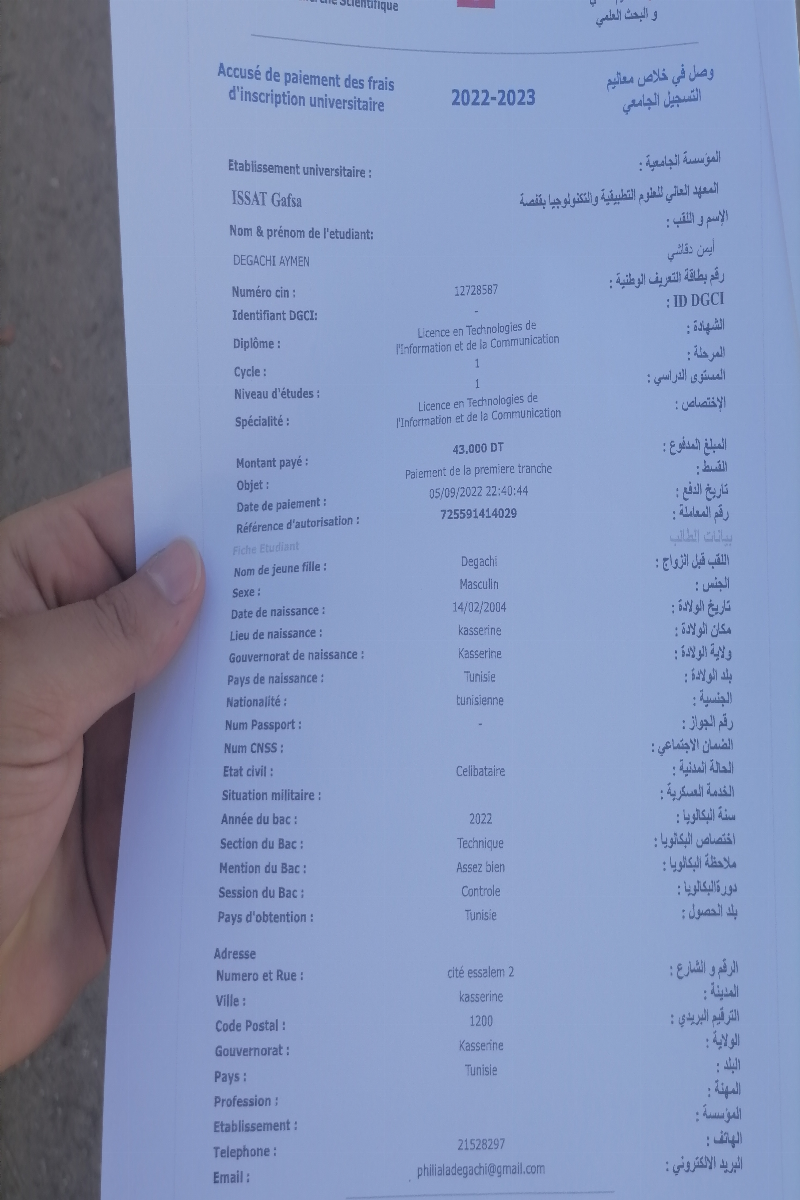 Scientifique
و البحث العلمي
Accusé de paiement des frais d'inscription universitaire
2022-2023
وصل في خلاص معاليم التسجيل الجامعي
Etablissement universitaire : المؤسسة الجامعية :
ISSAT Gafsa المعهد العالي للعلوم التطبيقية والتكنولوجيا بقفصة
Nom & prénom de l'etudiant: الإسم و اللقب :
DEGACHI AYMEN أيمن دقاشي
Numéro cin : 12728587 رقم بطاقة التعريف الوطنية :
Identifiant DGCI: - ID DGCI :
Diplôme : Licence en Technologies de l'Information et de la Communication الشهادة :
Cycle : 1 المرحلة :
Niveau d'études : 1 المستوى الدراسي :
Spécialité : Licence en Technologies de l'Information et de la Communication الإختصاص :
Montant payé : 43.000 DT المبلغ المدفوع :
Objet : Paiement de la premiere tranche القسط :
Date de paiement : 05/09/2022 22:40:44 تاريخ الدفع :
Référence d'autorisation : 725591414029 رقم المعاملة :
Fiche Etudiant بيانات الطالب
Nom de jeune fille : Degachi اللقب قبل الزواج :
Sexe : Masculin الجنس :
Date de naissance : 14/02/2004 تاريخ الولادة :
Lieu de naissance : kasserine مكان الولادة :
Gouvernorat de naissance : Kasserine ولاية الولادة :
Pays de naissance : Tunisie بلد الولادة :
Nationalité : tunisienne الجنسية :
Num Passport : - رقم الجواز :
Num CNSS : الضمان الاجتماعي :
Etat civil : Celibataire الحالة المدنية :
Situation militaire : الخدمة العسكرية :
Année du bac : 2022 سنة البكالويا :
Section du Bac : Technique اختصاص البكالويا :
Mention du Bac : Assez bien ملاحظة البكالويا :
Session du Bac : Controle دورةالبكالويا :
Pays d'obtention : Tunisie بلد الحصول :
Adresse
Numero et Rue : cité essalem 2 الرقم و الشارع :
Ville : kasserine المدينة :
Code Postal : 1200 الترقيم البريدي :
Gouvernorat : Kasserine الولاية :
Pays : Tunisie البلد :
Profession : المهنة :
Etablissement : المؤسسة :
Telephone : 21528297 الهاتف :
Email : philialadegachi@gmail.com البريد الالكتروني :